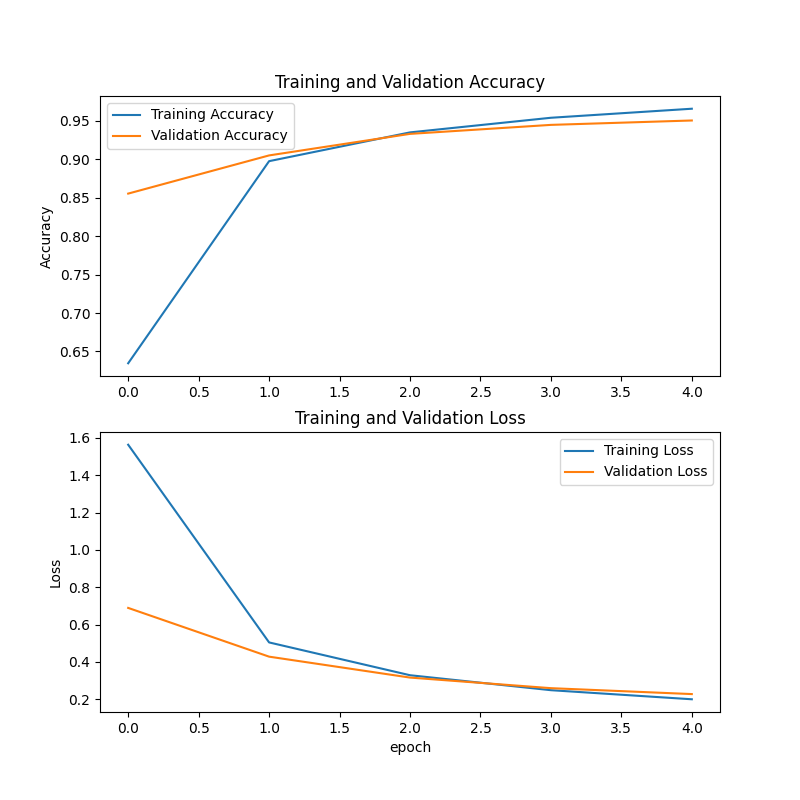 Training and Validation Accuracy
Training Accuracy
Validation Accuracy
Accuracy
0.95
0.90
0.85
0.80
0.75
0.70
0.65
0.0 0.5 1.0 1.5 2.0 2.5 3.0 3.5 4.0
Training and Validation Loss
Training Loss
Validation Loss
Loss
1.6
1.4
1.2
1.0
0.8
0.6
0.4
0.2
0.0 0.5 1.0 1.5 2.0 2.5 3.0 3.5 4.0
epoch